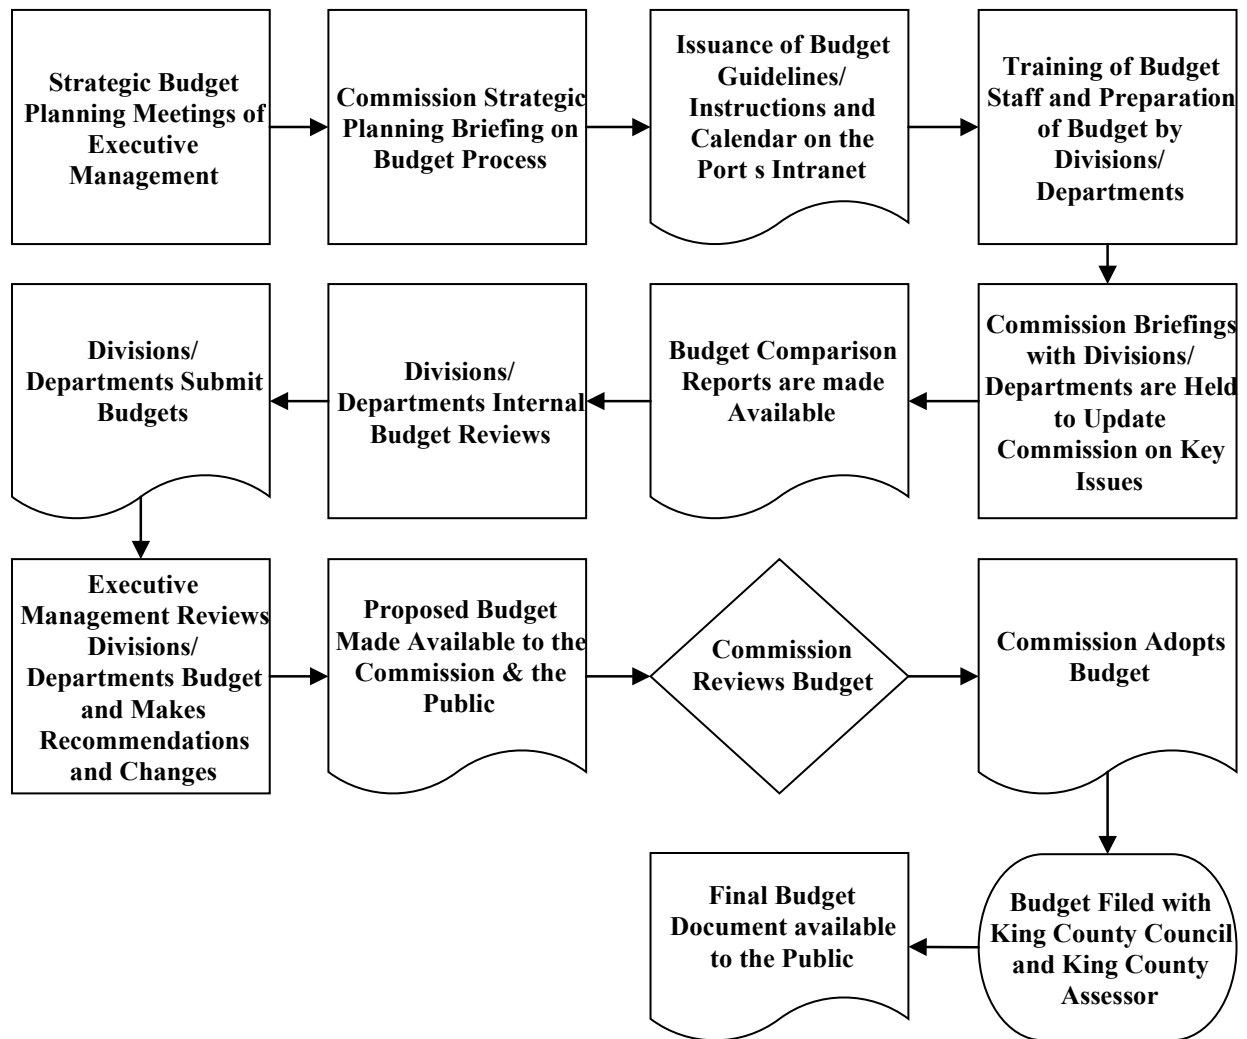 Strategic Budget
Planning Meetings of
Executive
Management
Commission Strategic
Planning Briefing on
Budget Process
Issuance of Budget
Guidelines/
Instructions and
Calendar on the
Port s Intranet
Training of Budget
Staff and Preparation
of Budget by
Divisions/
Departments
Commission Briefings
with Divisions/
Departments are Held
to Update
Commission on Key
Issues
Budget Comparison
Reports are made
Available
Divisions/
Departments Internal
Budget Reviews
Divisions/
Departments Submit
Budgets
Executive
Management Reviews
Divisions/
Departments Budget
and Makes
Recommendations
and Changes
Proposed Budget
Made Available to the
Commission & the
Public
Commission
Reviews Budget
Commission Adopts
Budget
Budget Filed with
King County Council
and King County
Assessor
Final Budget
Document available
to the Public